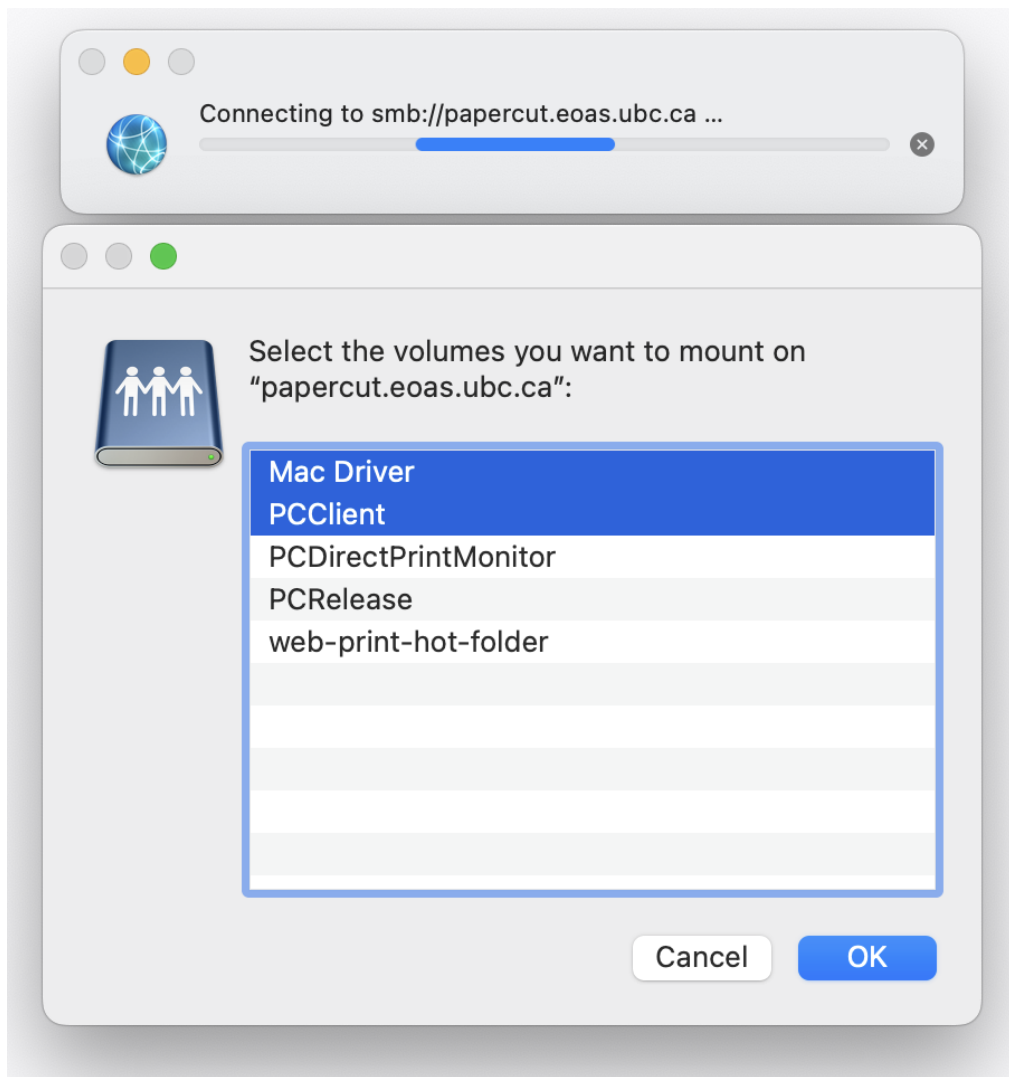 Connecting to smb://papercut.eoas.ubc.ca ...
Select the volumes you want to mount on
“papercut.eoas.ubc.ca”:
Mac Driver
PCClient
PCDirectPrintMonitor
PCRelease
web-print-hot-folder
Cancel
OK